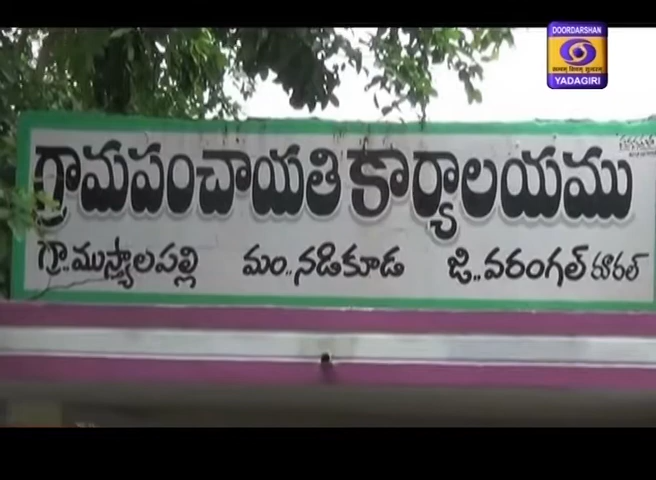 DOORDARSHAN
YADAGIRI
గ్రామపంచాయతి కార్యాలయము
గ్రా..ముస్త్యాలపల్లి మం..నడికూడ జి..వరంగల్ రూరల్